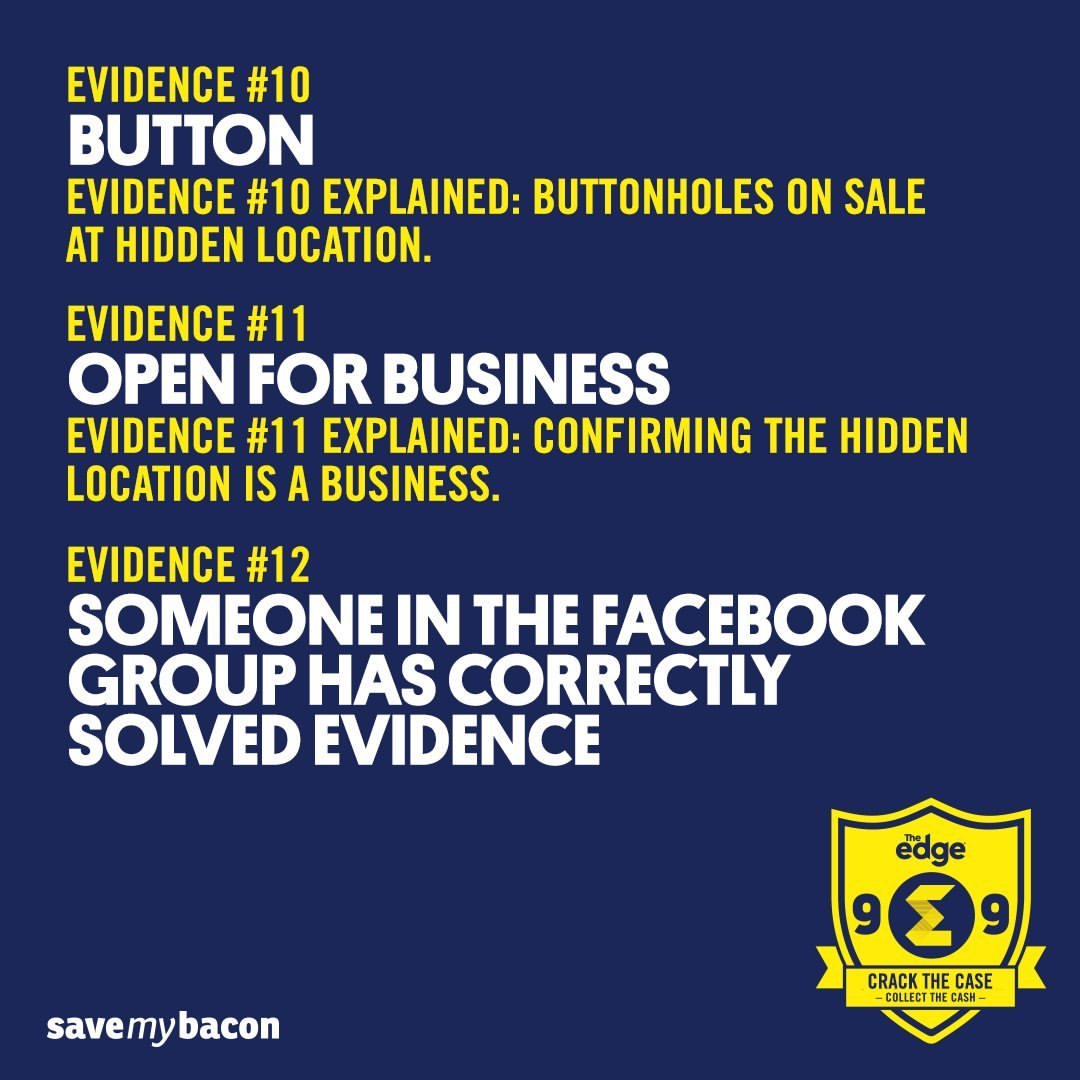 EVIDENCE #10
BUTTON
EVIDENCE #10 EXPLAINED: BUTTONHOLES ON SALE
AT HIDDEN LOCATION.
EVIDENCE #11
OPEN FOR BUSINESS
EVIDENCE #11 EXPLAINED: CONFIRMING THE HIDDEN
LOCATION IS A BUSINESS.
EVIDENCE #12
SOMEONE IN THE FACEBOOK
GROUP HAS CORRECTLY
SOLVED EVIDENCE
The
edge
9 9
CRACK THE CASE
– COLLECT THE CASH –
savemybacon